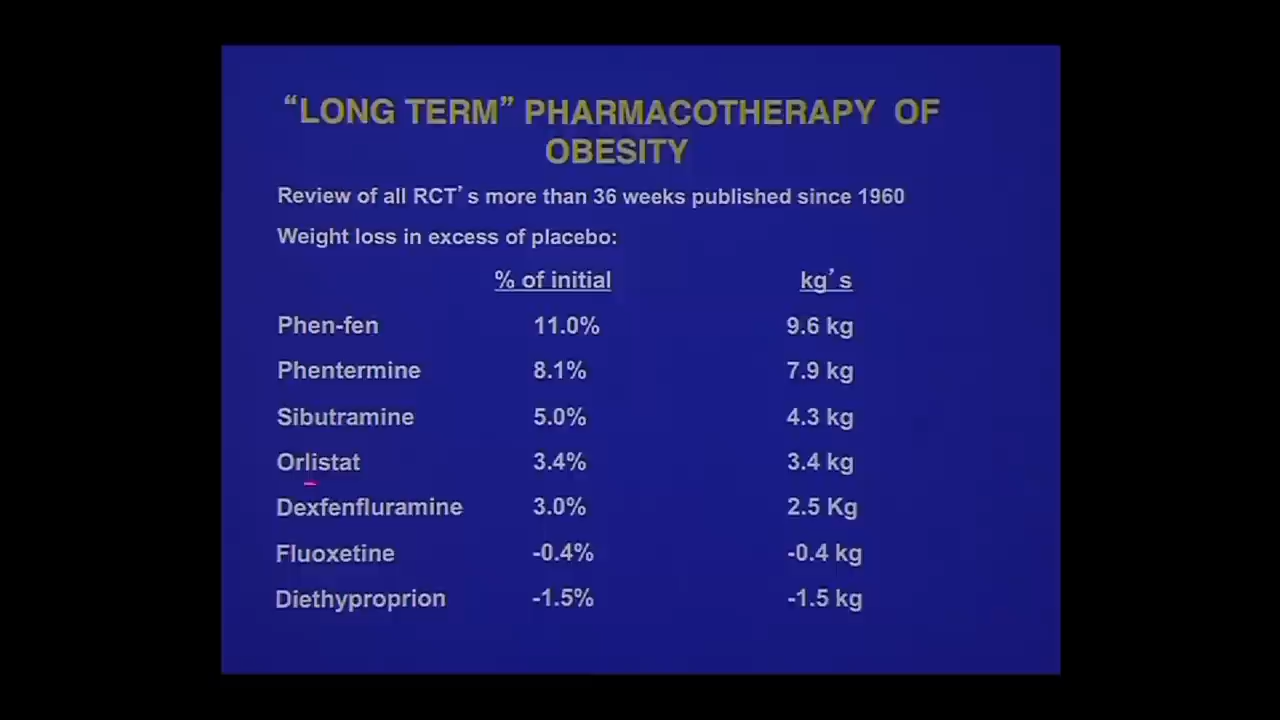 “LONG TERM” PHARMACOTHERAPY OF
OBESITY
Review of all RCT’s more than 36 weeks published since 1960
Weight loss in excess of placebo:
% of initial kg’s
Phen-fen 11.0% 9.6 kg
Phentermine 8.1% 7.9 kg
Sibutramine 5.0% 4.3 kg
Orlistat 3.4% 3.4 kg
Dexfenfluramine 3.0% 2.5 Kg
Fluoxetine -0.4% -0.4 kg
Diethyproprion -1.5% -1.5 kg